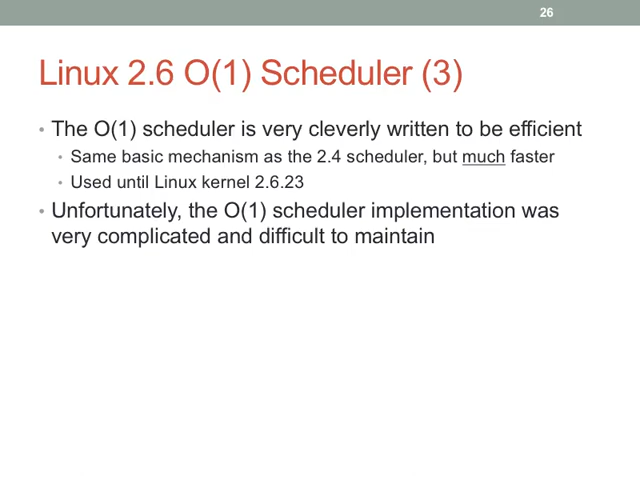 26
Linux 2.6 O(1) Scheduler (3)
• The O(1) scheduler is very cleverly written to be efficient
• Same basic mechanism as the 2.4 scheduler, but much faster
• Used until Linux kernel 2.6.23
• Unfortunately, the O(1) scheduler implementation was
very complicated and difficult to maintain